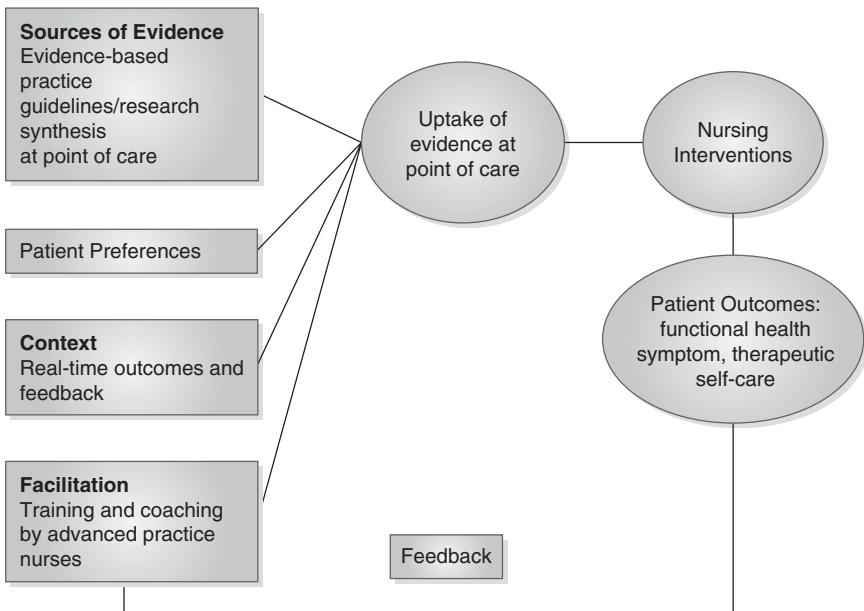 Sources of Evidence
Evidence-based
practice
guidelines/research
synthesis
at point of care
Patient Preferences
Context
Real-time outcomes and
feedback
Facilitation
Training and coaching
by advanced practice
nurses
Uptake of
evidence at
point of care
Nursing
Interventions
Patient Outcomes:
functional health
symptom, therapeutic
self-care
Feedback